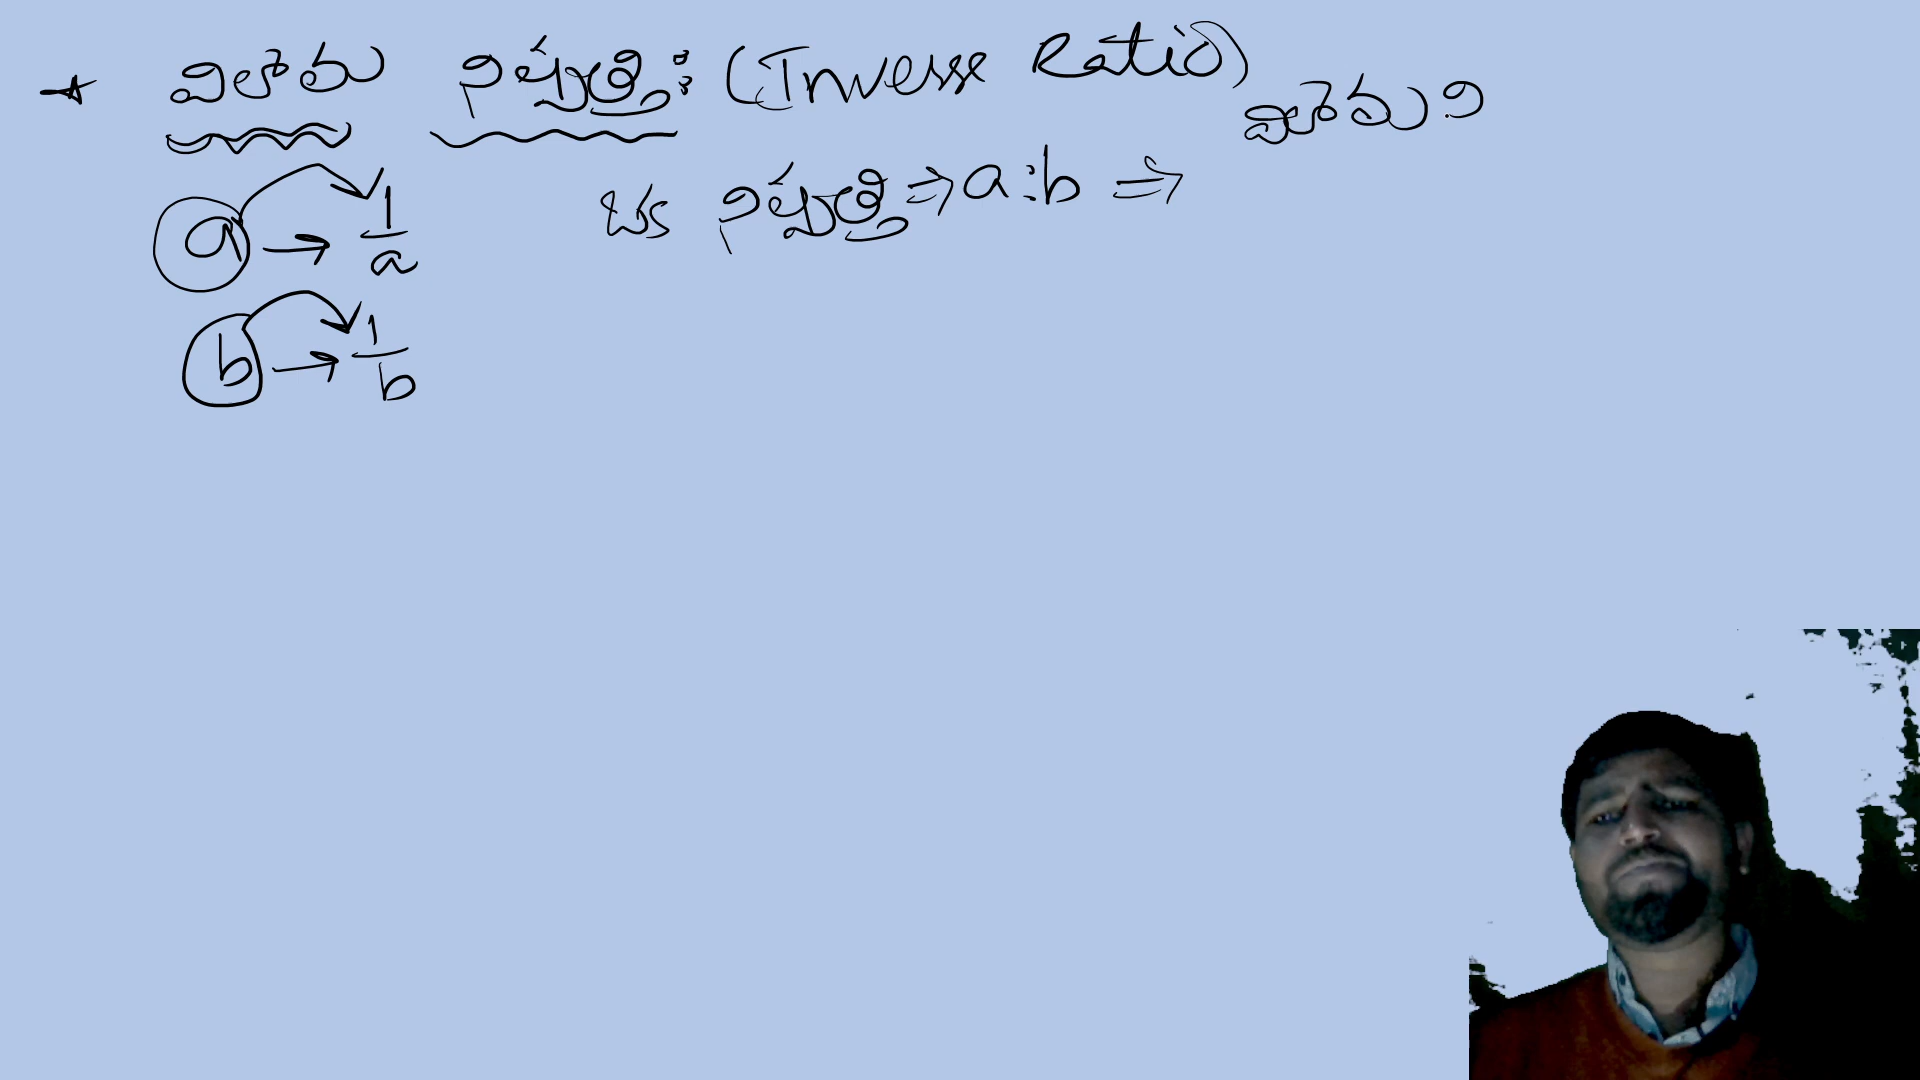 * విలోమ నిష్పత్తి: (Inverse Ratio)
విలోమ?
ఒక నిష్పత్తి ⇒ a:b ⇒
a → 1/a
b → 1/b